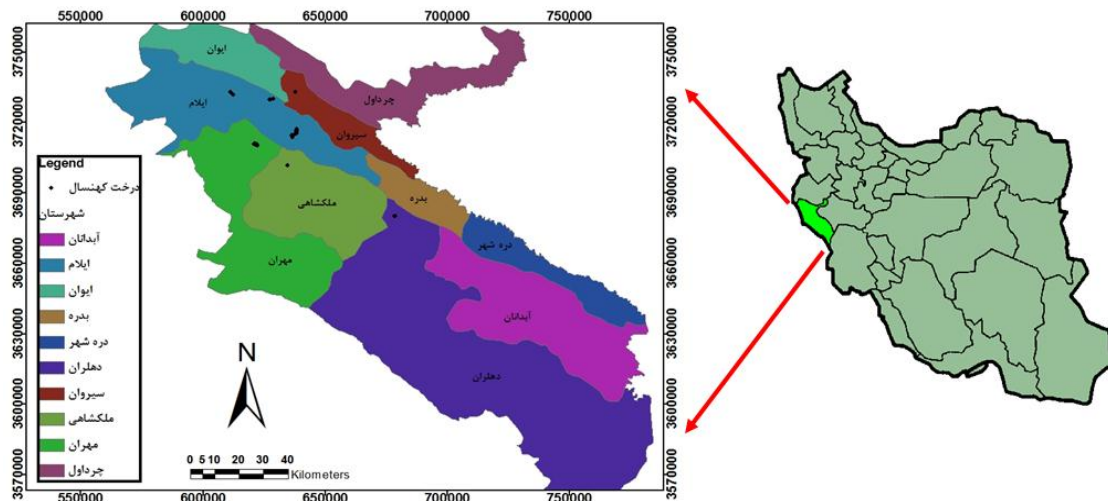 550,000 600,000 650,000 700,000 750,000
3750000
3720000
3690000
3660000
3630000
3600000
3570000
ایوان
چرداول
ایلام
سیروان
ملکشاهی
بدره
دره شهر
مهران
آبدانان
دهلران
Legend
درخت کهنسال
شهرستان
آبدانان
ایلام
ایوان
بدره
دره شهر
دهلران
سیروان
ملکشاهی
مهران
چرداول
N
0 5 10 20 30 40
Kilometers
3750000
3720000
3690000
3660000
3630000
3600000
3570000
550,000 600,000 650,000 700,000 750,000